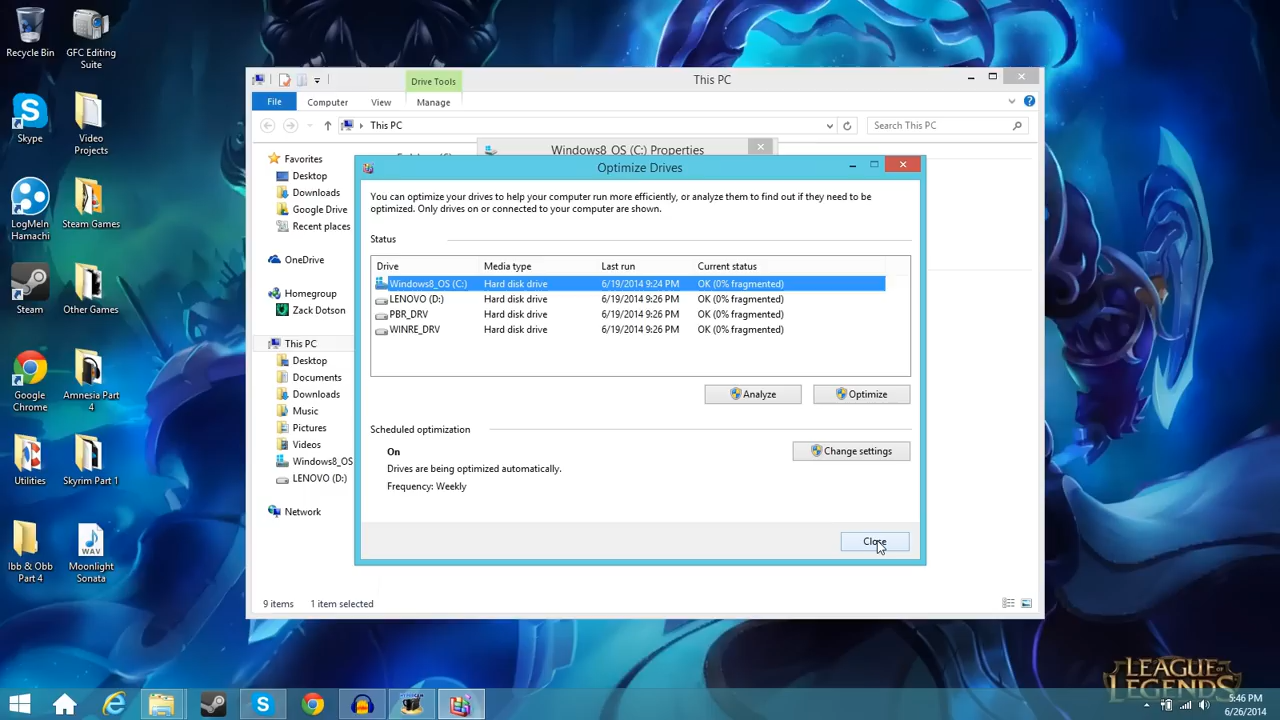 Recycle Bin
GFC Editing
Suite
Skype
Video
Projects
LogMeIn
Hamachi
Steam Games
Steam
Other Games
Google
Chrome
Amnesia Part
4
Utilities
Skyrim Part 1
Ibb & Obb
Part 4
WAV
Moonlight
Sonata
Drive Tools
This PC
File
Computer
View
Manage
This PC
Search This PC
Windows8_OS (C:) Properties
Favorites
Desktop
Downloads
Google Drive
Recent places
OneDrive
Homegroup
Zack Dotson
This PC
Desktop
Documents
Downloads
Music
Pictures
Videos
Windows8_OS
LENOVO (D:)
Network
9 items
1 item selected
Optimize Drives
You can optimize your drives to help your computer run more efficiently, or analyze them to find out if they need to be
optimized. Only drives on or connected to your computer are shown.
Status
Drive Media type Last run Current status
Windows8_OS (C:) Hard disk drive 6/19/2014 9:24 PM OK (0% fragmented)
LENOVO (D:) Hard disk drive 6/19/2014 9:26 PM OK (0% fragmented)
PBR_DRV Hard disk drive 6/19/2014 9:26 PM OK (0% fragmented)
WINRE_DRV Hard disk drive 6/19/2014 9:26 PM OK (0% fragmented)
Analyze
Optimize
Scheduled optimization
On
Change settings
Drives are being optimized automatically.
Frequency: Weekly
Close
LEAGUE of
LEGENDS
5:46 PM
6/26/2014